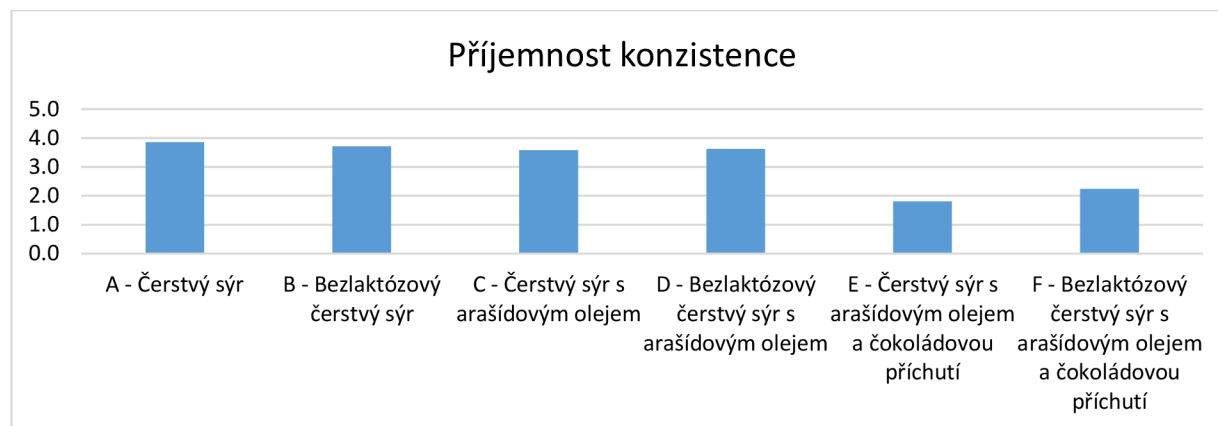 Příjemnost konzistence
5.0
4.0
3.0
2.0
1.0
0.0
A - Čerstvý sýr
B - Bezlaktózový
čerstvý sýr
C - Čerstvý sýr s
arašídovým olejem
D - Bezlaktózový
čerstvý sýr s
arašídovým olejem
E - Čerstvý sýr s
arašídovým olejem
a čokoládovou
příchutí
F - Bezlaktózový
čerstvý sýr s
arašídovým olejem
a čokoládovou
příchutí